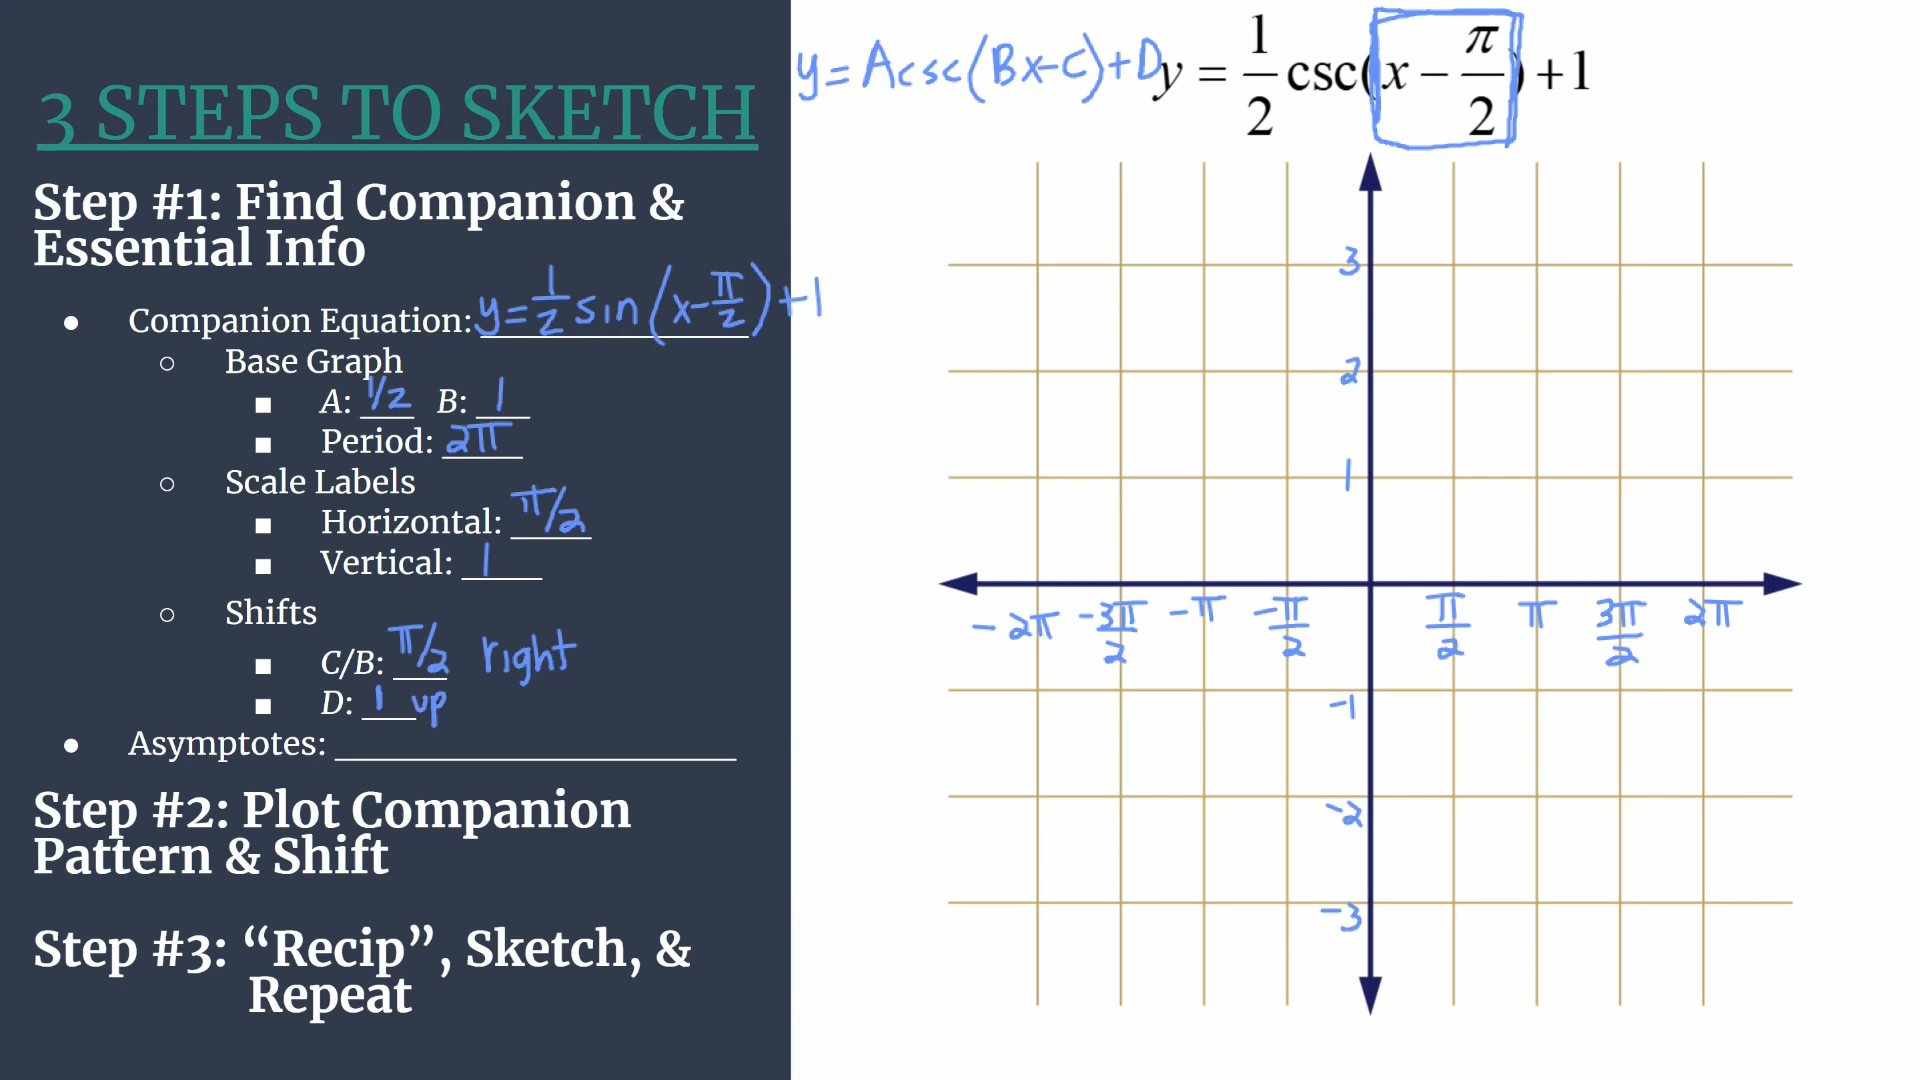 3 STEPS TO SKETCH
Step #1: Find Companion &
Essential Info
● Companion Equation: y = 1/2 sin(x - π/2) + 1
○ Base Graph
■ A: 1/2 B: 1
■ Period: 2π
○ Scale Labels
■ Horizontal: π/2
■ Vertical: 1
○ Shifts
■ C/B: π/2 right
■ D: 1 up
● Asymptotes:
Step #2: Plot Companion
Pattern & Shift
Step #3: “Recip”, Sketch, &
Repeat
y = A csc(Bx - C) + D
y = 1/2 csc(x − π/2) + 1
3
2
1
-2π -3π/2 -π -π/2 π/2 π 3π/2 2π
-1
-2
-3